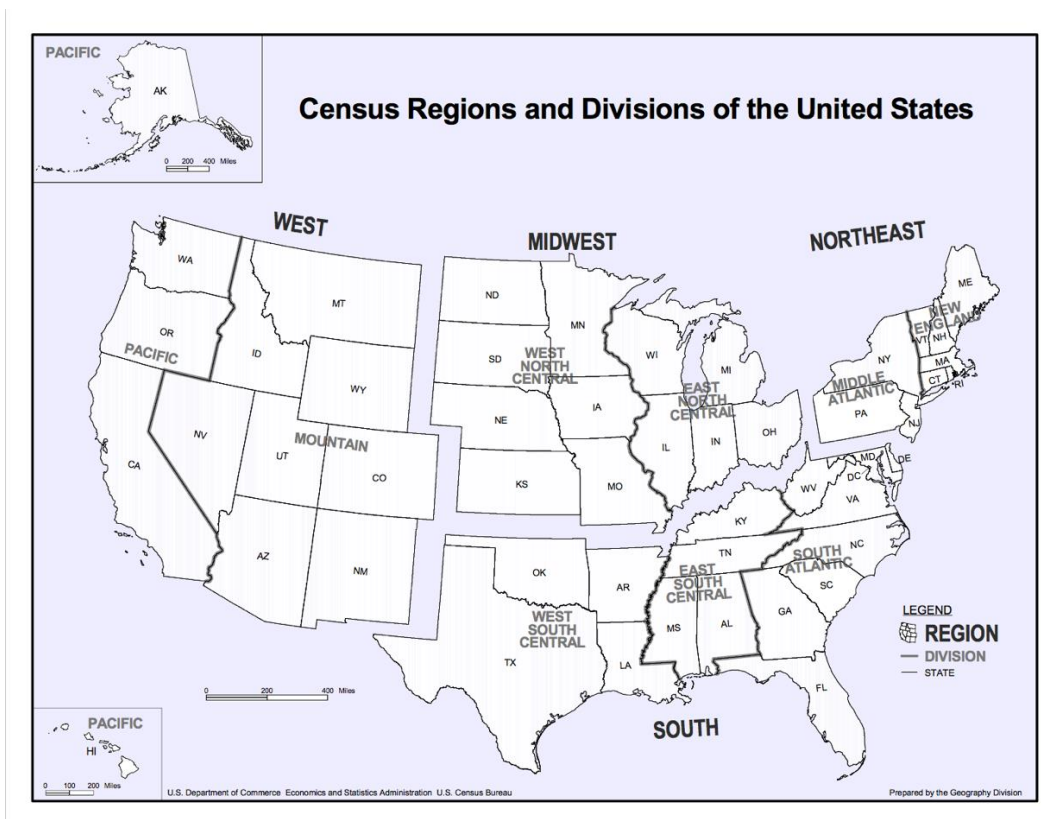 PACIFIC
AK
0 200 400 Miles
Census Regions and Divisions of the United States
WEST
MIDWEST
NORTHEAST
WA
MT
OR
ID
PACIFIC
WY
NV
MOUNTAIN
UT
CA
CO
AZ
NM
ND
MN
SD
WEST
NORTH
CENTRAL
NE
IA
KS
MO
WI
MI
EAST
NORTH
CENTRAL
IL
IN
OH
ME
NEW
ENGLAND
VT
NH
NY
MA
CT
RI
MIDDLE
ATLANTIC
PA
NJ
MD
DE
DC
WV
VA
KY
TN
NC
SOUTH
ATLANTIC
SC
EAST
SOUTH
CENTRAL
MS
AL
GA
FL
OK
AR
WEST
SOUTH
CENTRAL
TX
LA
SOUTH
LEGEND
REGION
DIVISION
STATE
0 200 400 Miles
PACIFIC
HI
0 100 200 Miles
U.S. Department of Commerce Economics and Statistics Administration U.S. Census Bureau
Prepared by the Geography Division